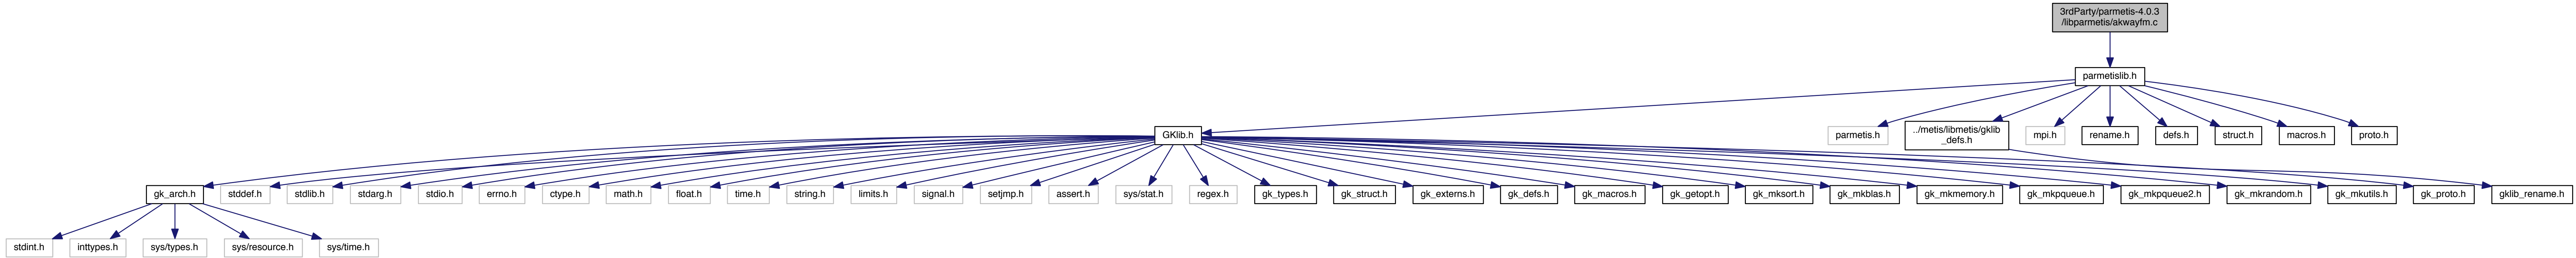 3rdParty/parmetis-4.0.3
/libparmetis/akwayfm.c
parmetislib.h
GKlib.h
parmetis.h
../metis/libmetis/gklib
_defs.h
mpi.h
rename.h
defs.h
struct.h
macros.h
proto.h
gk_arch.h
stddef.h
stdlib.h
stdarg.h
stdio.h
errno.h
ctype.h
math.h
float.h
time.h
string.h
limits.h
signal.h
setjmp.h
assert.h
sys/stat.h
regex.h
gk_types.h
gk_struct.h
gk_externs.h
gk_defs.h
gk_macros.h
gk_getopt.h
gk_mksort.h
gk_mkblas.h
gk_mkmemory.h
gk_mkpqueue.h
gk_mkpqueue2.h
gk_mkrandom.h
gk_mkutils.h
gk_proto.h
gklib_rename.h
stdint.h
inttypes.h
sys/types.h
sys/resource.h
sys/time.h